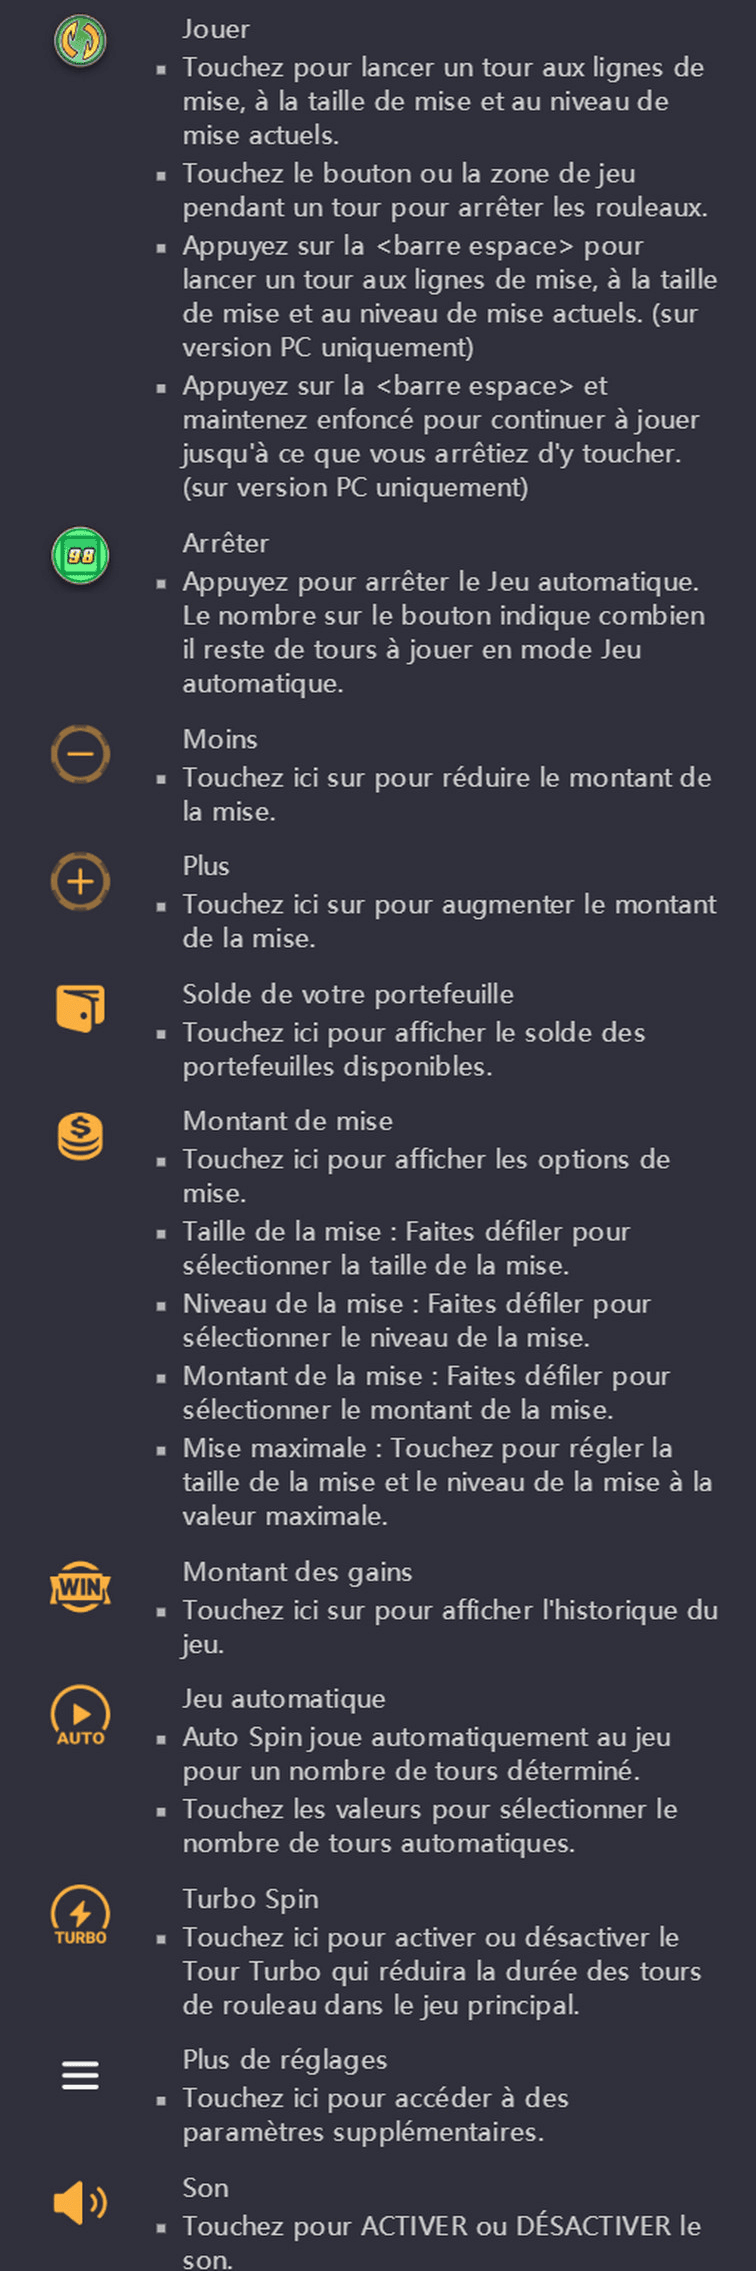 Jouer
▪ Touchez pour lancer un tour aux lignes de
mise, à la taille de mise et au niveau de
mise actuels.
▪ Touchez le bouton ou la zone de jeu
pendant un tour pour arrêter les rouleaux.
▪ Appuyez sur la <barre espace> pour
lancer un tour aux lignes de mise, à la taille
de mise et au niveau de mise actuels. (sur
version PC uniquement)
▪ Appuyez sur la <barre espace> et
maintenez enfoncé pour continuer à jouer
jusqu'à ce que vous arrêtiez d'y toucher.
(sur version PC uniquement)
98
Arrêter
▪ Appuyez pour arrêter le Jeu automatique.
Le nombre sur le bouton indique combien
il reste de tours à jouer en mode Jeu
automatique.
Moins
▪ Touchez ici sur pour réduire le montant de
la mise.
Plus
▪ Touchez ici sur pour augmenter le montant
de la mise.
Solde de votre portefeuille
▪ Touchez ici pour afficher le solde des
portefeuilles disponibles.
$
Montant de mise
▪ Touchez ici pour afficher les options de
mise.
▪ Taille de la mise : Faites défiler pour
sélectionner la taille de la mise.
▪ Niveau de la mise : Faites défiler pour
sélectionner le niveau de la mise.
▪ Montant de la mise : Faites défiler pour
sélectionner le montant de la mise.
▪ Mise maximale : Touchez pour régler la
taille de la mise et le niveau de la mise à la
valeur maximale.
WIN
Montant des gains
▪ Touchez ici sur pour afficher l'historique du
jeu.
AUTO
Jeu automatique
▪ Auto Spin joue automatiquement au jeu
pour un nombre de tours déterminé.
▪ Touchez les valeurs pour sélectionner le
nombre de tours automatiques.
TURBO
Turbo Spin
▪ Touchez ici pour activer ou désactiver le
Tour Turbo qui réduira la durée des tours
de rouleau dans le jeu principal.
Plus de réglages
▪ Touchez ici pour accéder à des
paramètres supplémentaires.
Son
▪ Touchez pour ACTIVER ou DÉSACTIVER le
son.